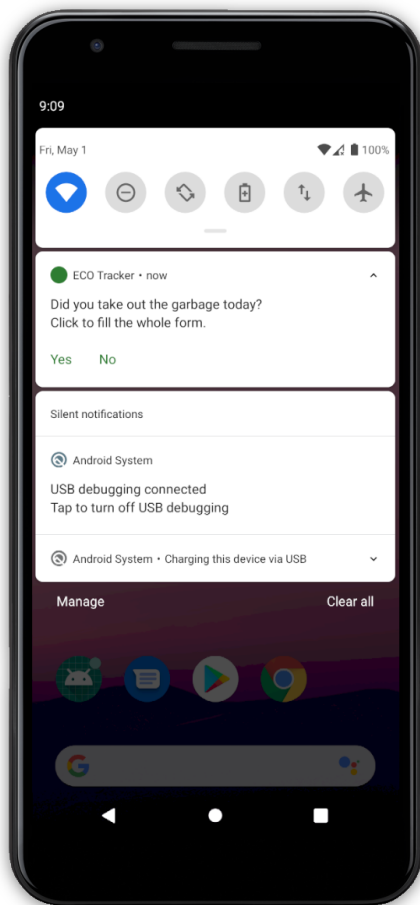 9:09
Fri, May 1
100%
ECO Tracker • now
Did you take out the garbage today?
Click to fill the whole form.
Yes No
Silent notifications
Android System
USB debugging connected
Tap to turn off USB debugging
Android System • Charging this device via USB
Manage Clear all